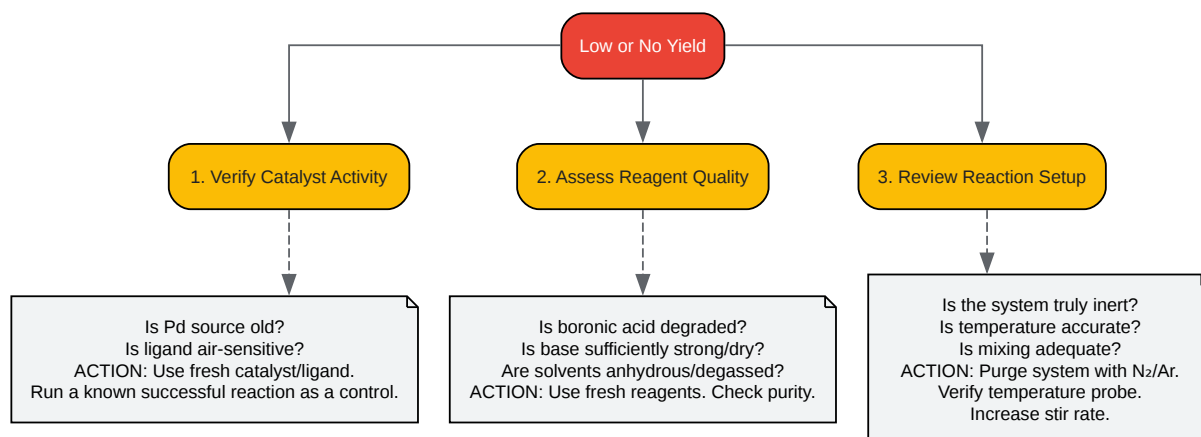 Low or No Yield
1. Verify Catalyst Activity
2. Assess Reagent Quality
3. Review Reaction Setup
Is Pd source old?
Is ligand air-sensitive?
ACTION: Use fresh catalyst/ligand.
Run a known successful reaction as a control.
Is boronic acid degraded?
Is base sufficiently strong/dry?
Are solvents anhydrous/degassed?
ACTION: Use fresh reagents. Check purity.
Is the system truly inert?
Is temperature accurate?
Is mixing adequate?
ACTION: Purge system with N₂/Ar.
Verify temperature probe.
Increase stir rate.